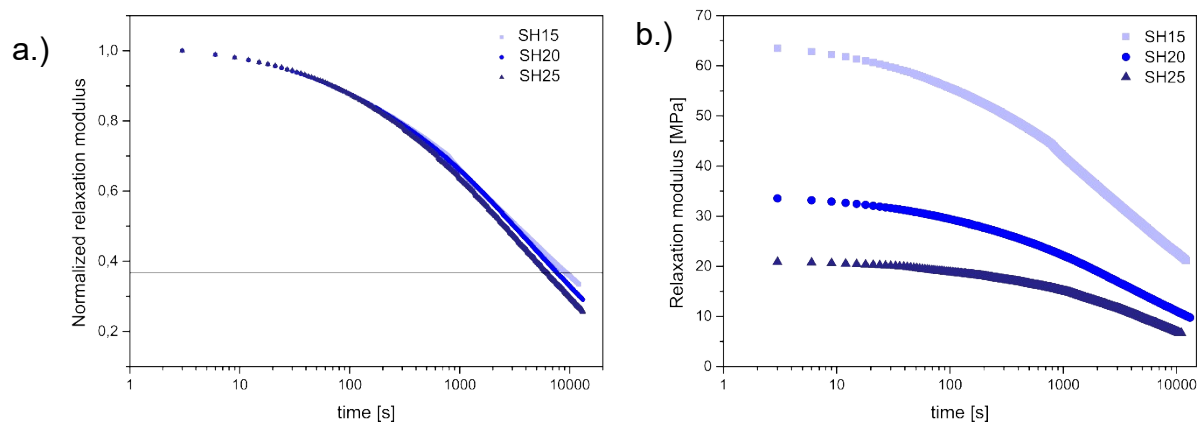 a.)
Normalized relaxation modulus
1,0
0,8
0,6
0,4
0,2
SH15
SH20
SH25
1
10
100
1000
10000
time [s]
b.)
Relaxation modulus [MPa]
70
60
50
40
30
20
10
0
SH15
SH20
SH25
1
10
100
1000
10000
time [s]